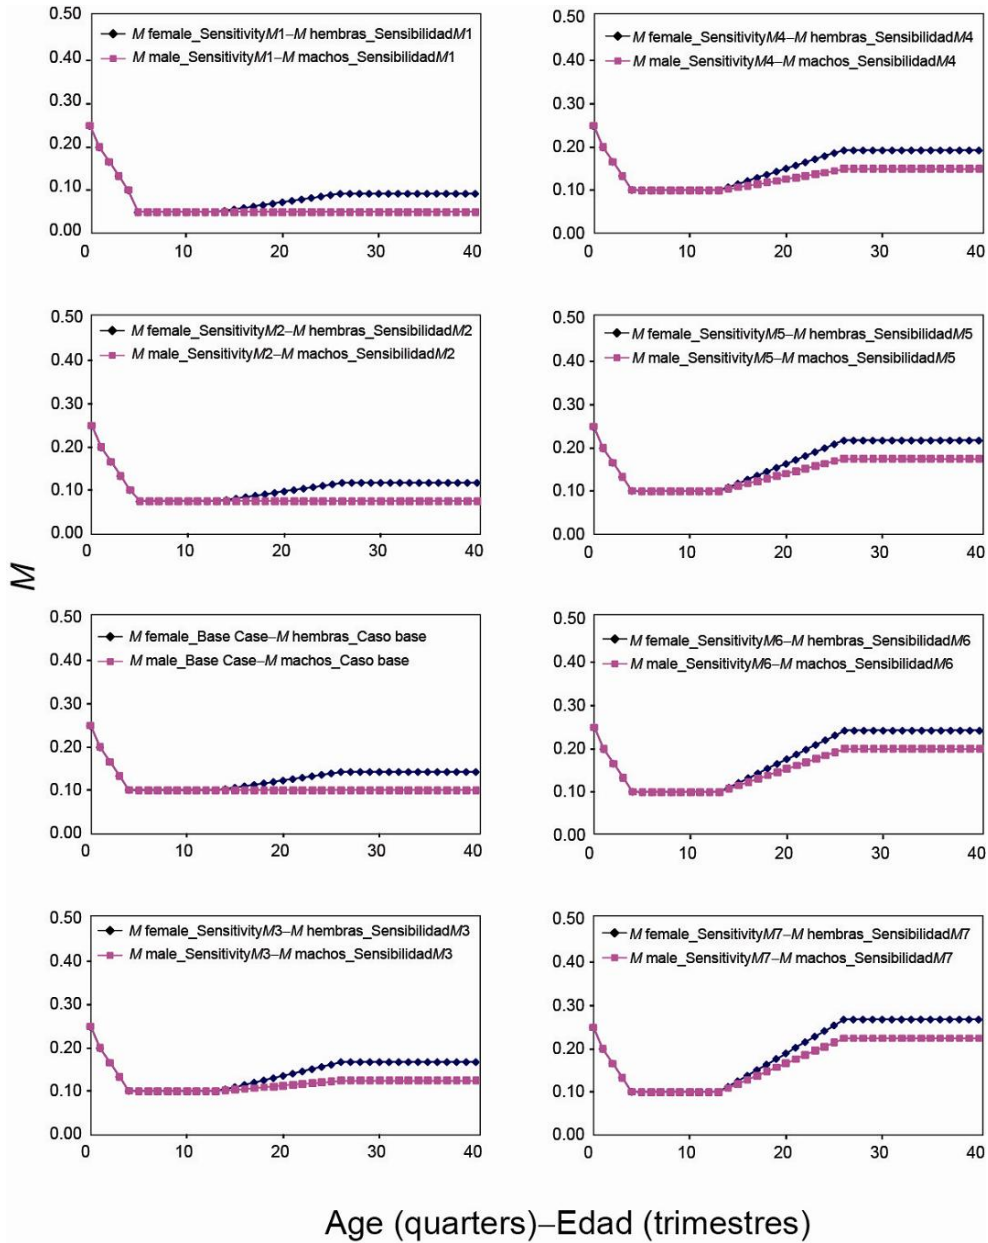 0.50
M female_SensitivityM1–M hembras_SensibilidadM1
0.40
M male_SensitivityM1–M machos_SensibilidadM1
0.30
0.20
0.10
0.00
0 10 20 30 40
0.50
M female_SensitivityM4–M hembras_SensibilidadM4
0.40
M male_SensitivityM4–M machos_SensibilidadM4
0.30
0.20
0.10
0.00
0 10 20 30 40
0.50
M female_SensitivityM2–M hembras_SensibilidadM2
0.40
M male_SensitivityM2–M machos_SensibilidadM2
0.30
0.20
0.10
0.00
0 10 20 30 40
0.50
M female_SensitivityM5–M hembras_SensibilidadM5
0.40
M male_SensitivityM5–M machos_SensibilidadM5
0.30
0.20
0.10
0.00
0 10 20 30 40
M
0.50
M female_Base Case–M hembras_Caso base
0.40
M male_Base Case–M machos_Caso base
0.30
0.20
0.10
0.00
0 10 20 30 40
0.50
M female_SensitivityM6–M hembras_SensibilidadM6
0.40
M male_SensitivityM6–M machos_SensibilidadM6
0.30
0.20
0.10
0.00
0 10 20 30 40
0.50
M female_SensitivityM3–M hembras_SensibilidadM3
0.40
M male_SensitivityM3–M machos_SensibilidadM3
0.30
0.20
0.10
0.00
0 10 20 30 40
0.50
M female_SensitivityM7–M hembras_SensibilidadM7
0.40
M male_SensitivityM7–M machos_SensibilidadM7
0.30
0.20
0.10
0.00
0 10 20 30 40
Age (quarters)–Edad (trimestres)